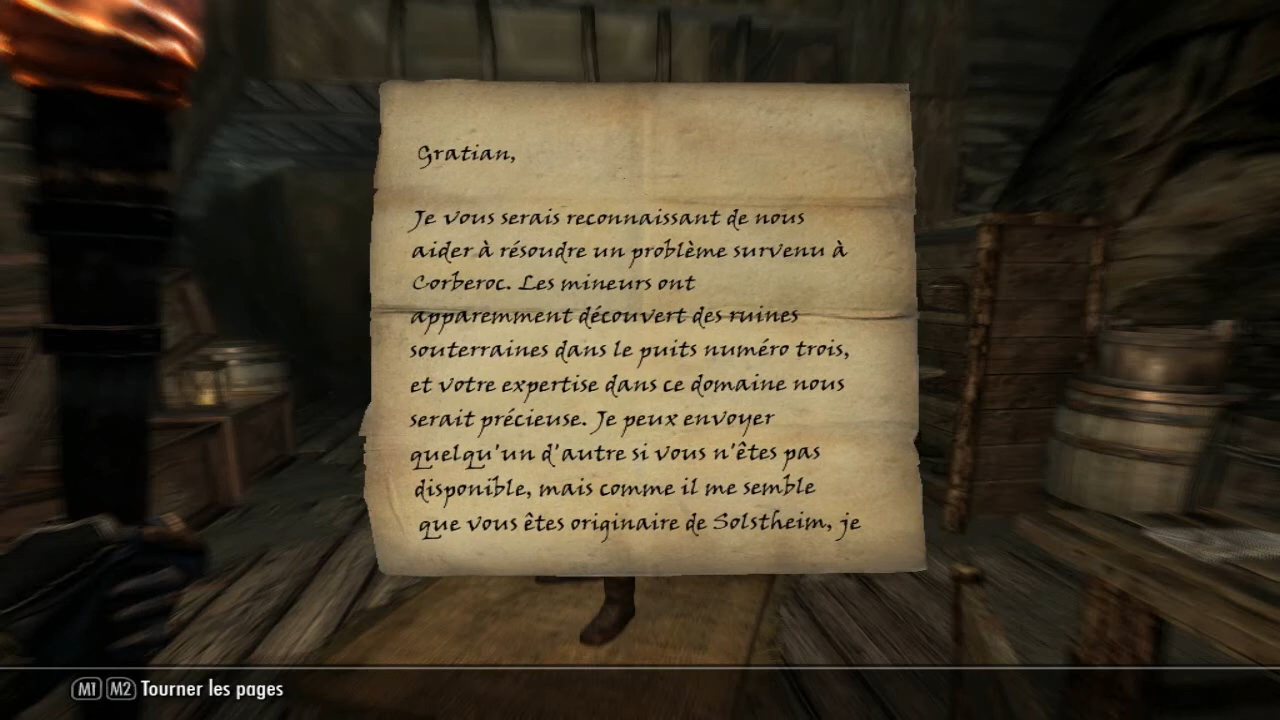 Gratian,
Je vous serais reconnaissant de nous
aider à résoudre un problème survenu à
Corberoc. Les mineurs ont
apparemment découvert des ruines
souterraines dans le puits numéro trois,
et votre expertise dans ce domaine nous
serait précieuse. Je peux envoyer
quelqu'un d'autre si vous n'êtes pas
disponible, mais comme il me semble
que vous êtes originaire de Solstheim, je
M1 M2 Tourner les pages